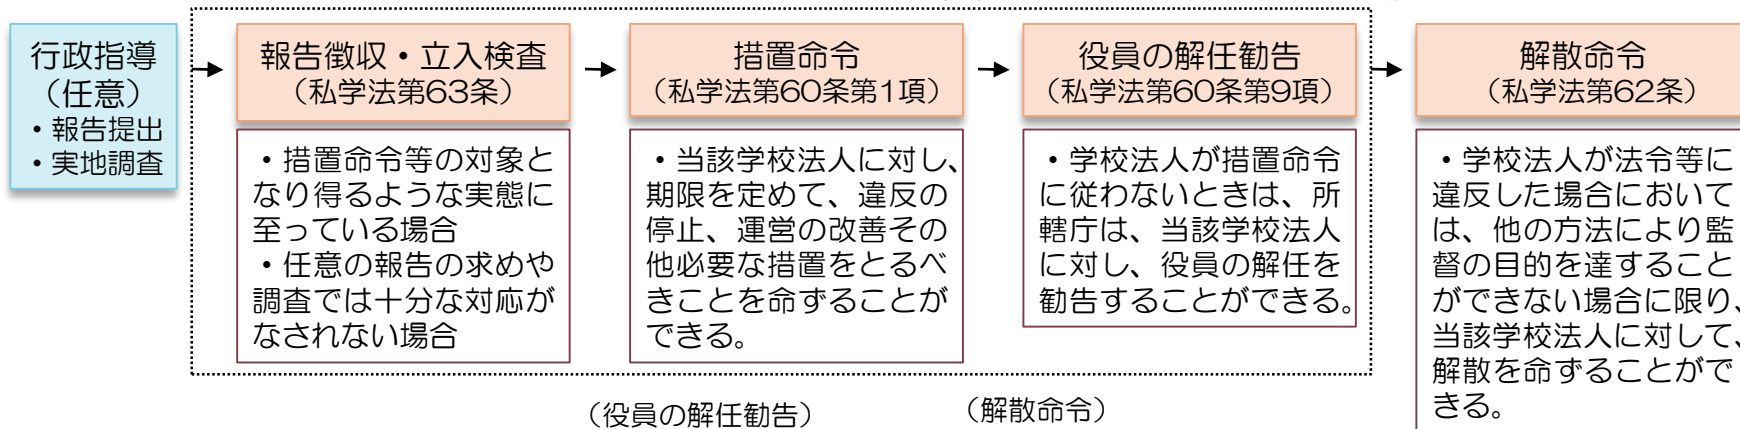 行政指導
（任意）
・報告提出
・実地調査
報告徴収・立入検査
（私学法第63条）
・措置命令等の対象と
なり得るような実態に
至っている場合
・任意の報告の求めや
調査では十分な対応が
なされない場合
措置命令
（私学法第60条第1項）
・当該学校法人に対し、
期限を定めて、違反の
停止、運営の改善その
他必要な措置をとるべ
きことを命ずることが
できる。
役員の解任勧告
（私学法第60条第9項）
・学校法人が措置命令
に従わないときは、所
轄庁は、当該学校法人
に対し、役員の解任を
勧告することができる。
解散命令
（私学法第62条）
・学校法人が法令等に
違反した場合において
は、他の方法により監
督の目的を達すること
ができない場合に限り、
当該学校法人に対して、
解散を命ずることがで
きる。
（役員の解任勧告）
（解散命令）